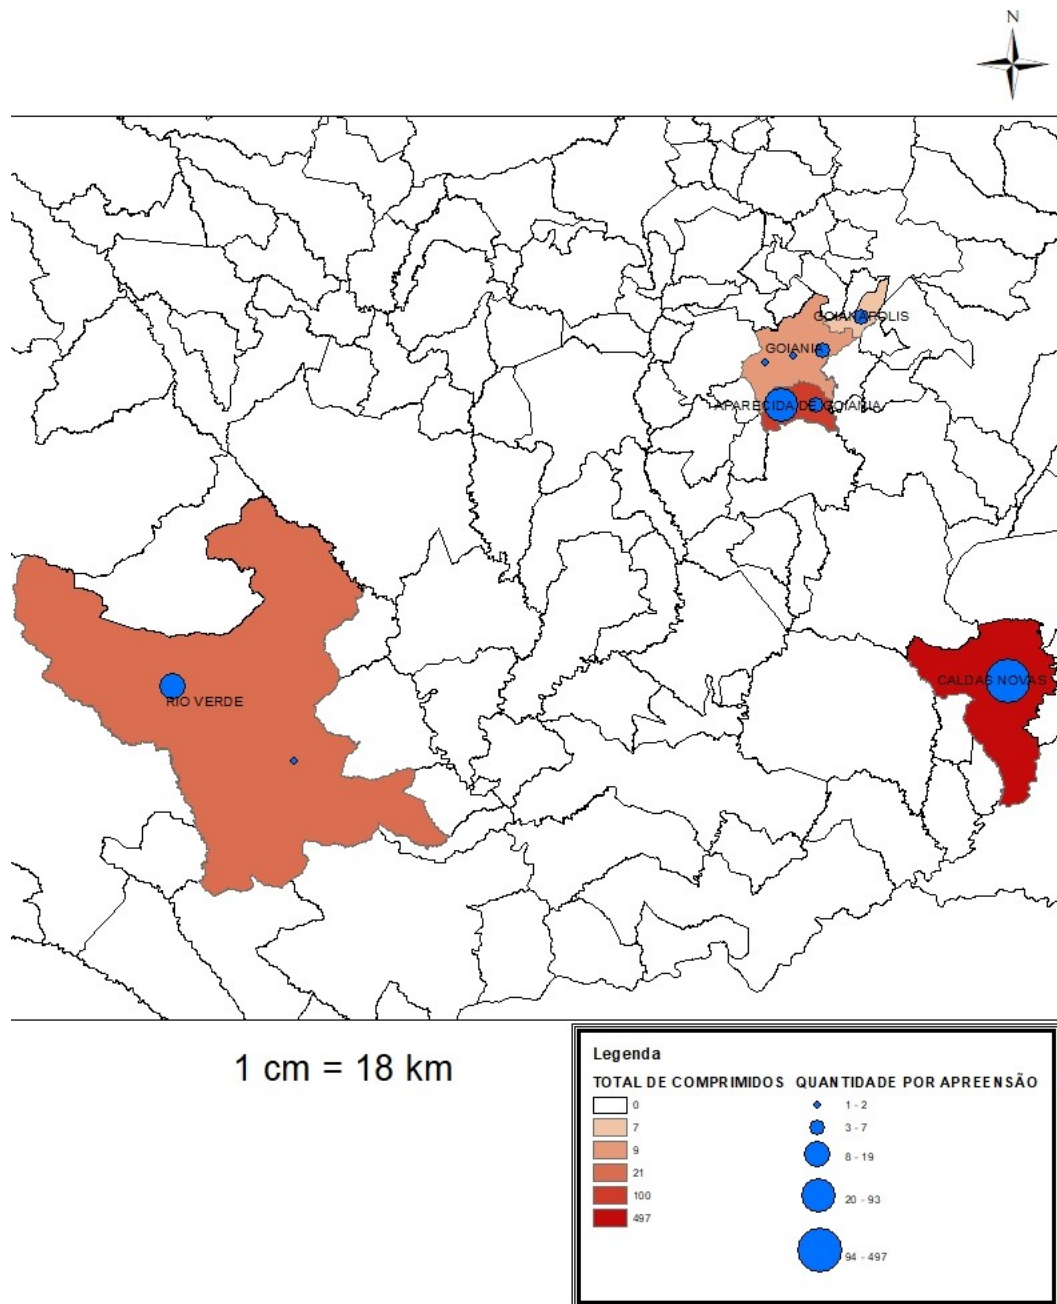 N
GOIANAPOLIS
GOIANIA
APARECIDA DE GOIANIA
CALDAS NOVAS
RIO VERDE
1 cm = 18 km
Legenda
TOTAL DE COMPRIMIDOS QUANTIDADE POR APREENSÃO
0 1 - 2
7 3 - 7
9 8 - 19
21 20 - 93
100 94 - 497
497